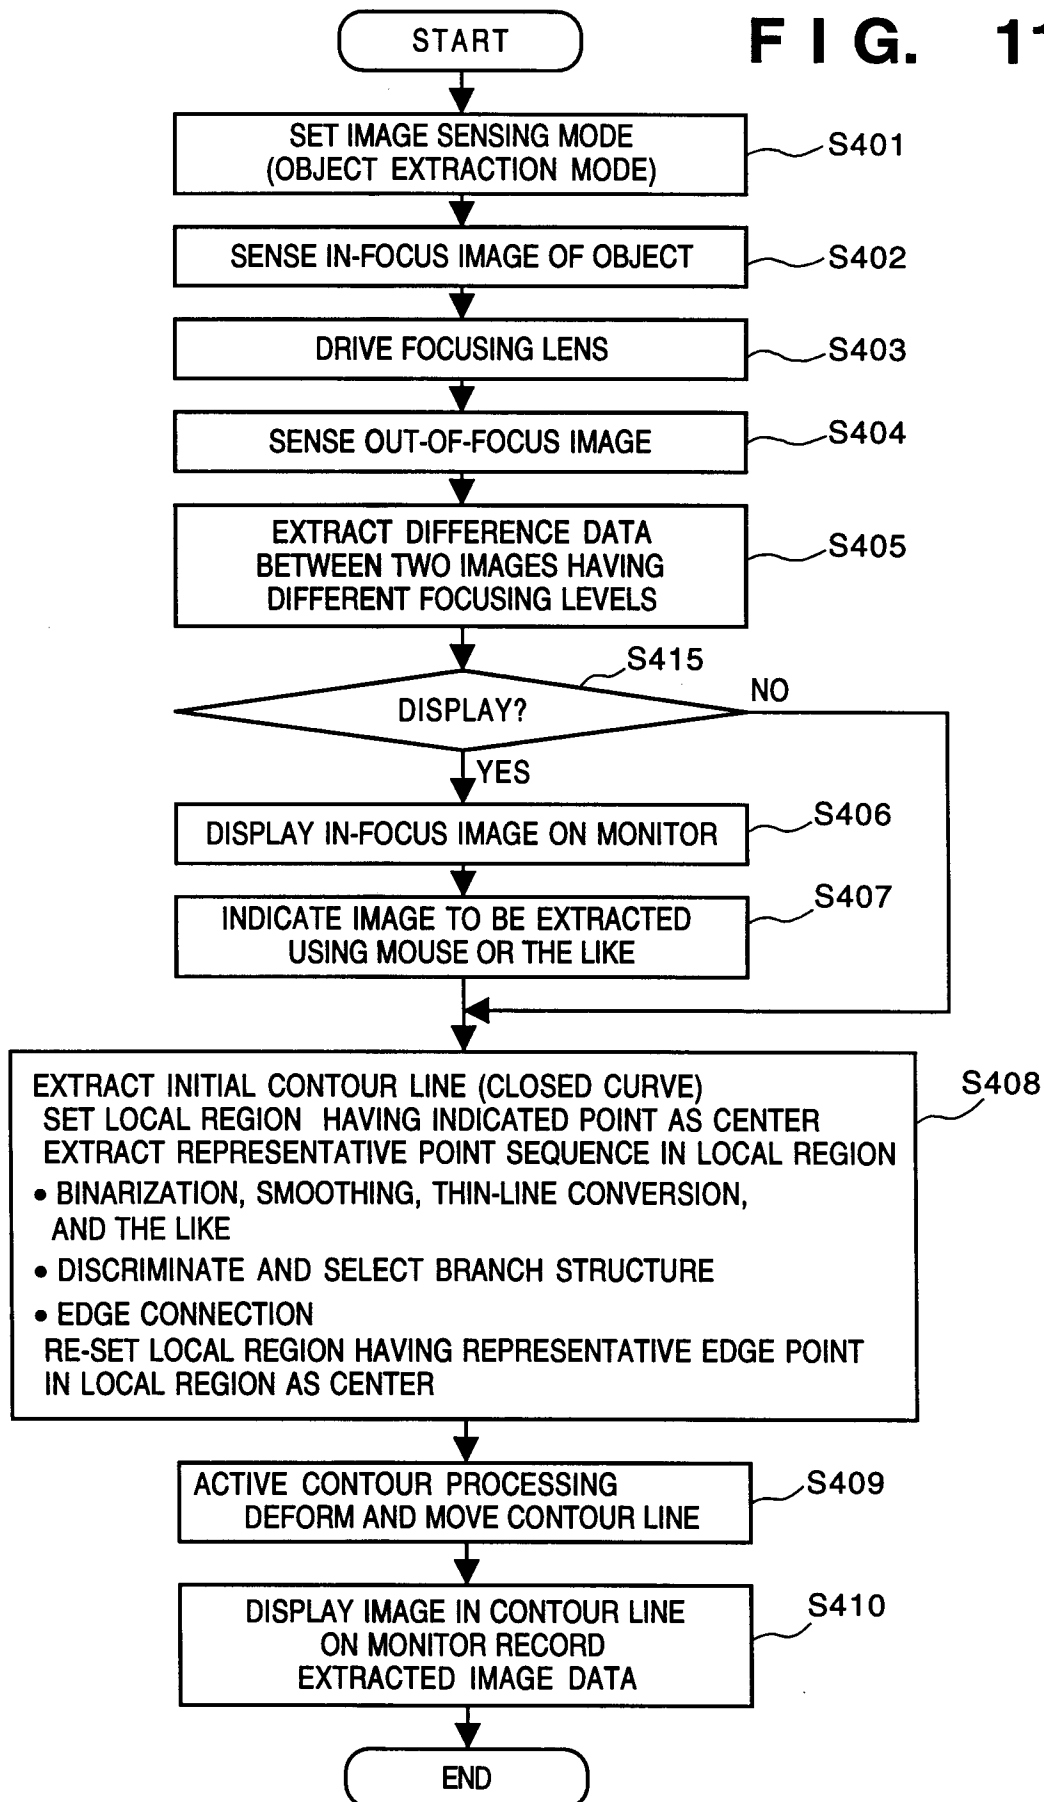 START
F I G. 11
SET IMAGE SENSING MODE
(OBJECT EXTRACTION MODE)
S401
SENSE IN-FOCUS IMAGE OF OBJECT
S402
DRIVE FOCUSING LENS
S403
SENSE OUT-OF-FOCUS IMAGE
S404
EXTRACT DIFFERENCE DATA
BETWEEN TWO IMAGES HAVING
DIFFERENT FOCUSING LEVELS
S405
S415
DISPLAY?
NO
YES
DISPLAY IN-FOCUS IMAGE ON MONITOR
S406
INDICATE IMAGE TO BE EXTRACTED
USING MOUSE OR THE LIKE
S407
EXTRACT INITIAL CONTOUR LINE (CLOSED CURVE)
SET LOCAL REGION HAVING INDICATED POINT AS CENTER
EXTRACT REPRESENTATIVE POINT SEQUENCE IN LOCAL REGION
• BINARIZATION, SMOOTHING, THIN-LINE CONVERSION,
AND THE LIKE
• DISCRIMINATE AND SELECT BRANCH STRUCTURE
• EDGE CONNECTION
RE-SET LOCAL REGION HAVING REPRESENTATIVE EDGE POINT
IN LOCAL REGION AS CENTER
S408
ACTIVE CONTOUR PROCESSING
DEFORM AND MOVE CONTOUR LINE
S409
DISPLAY IMAGE IN CONTOUR LINE
ON MONITOR RECORD
EXTRACTED IMAGE DATA
S410
END